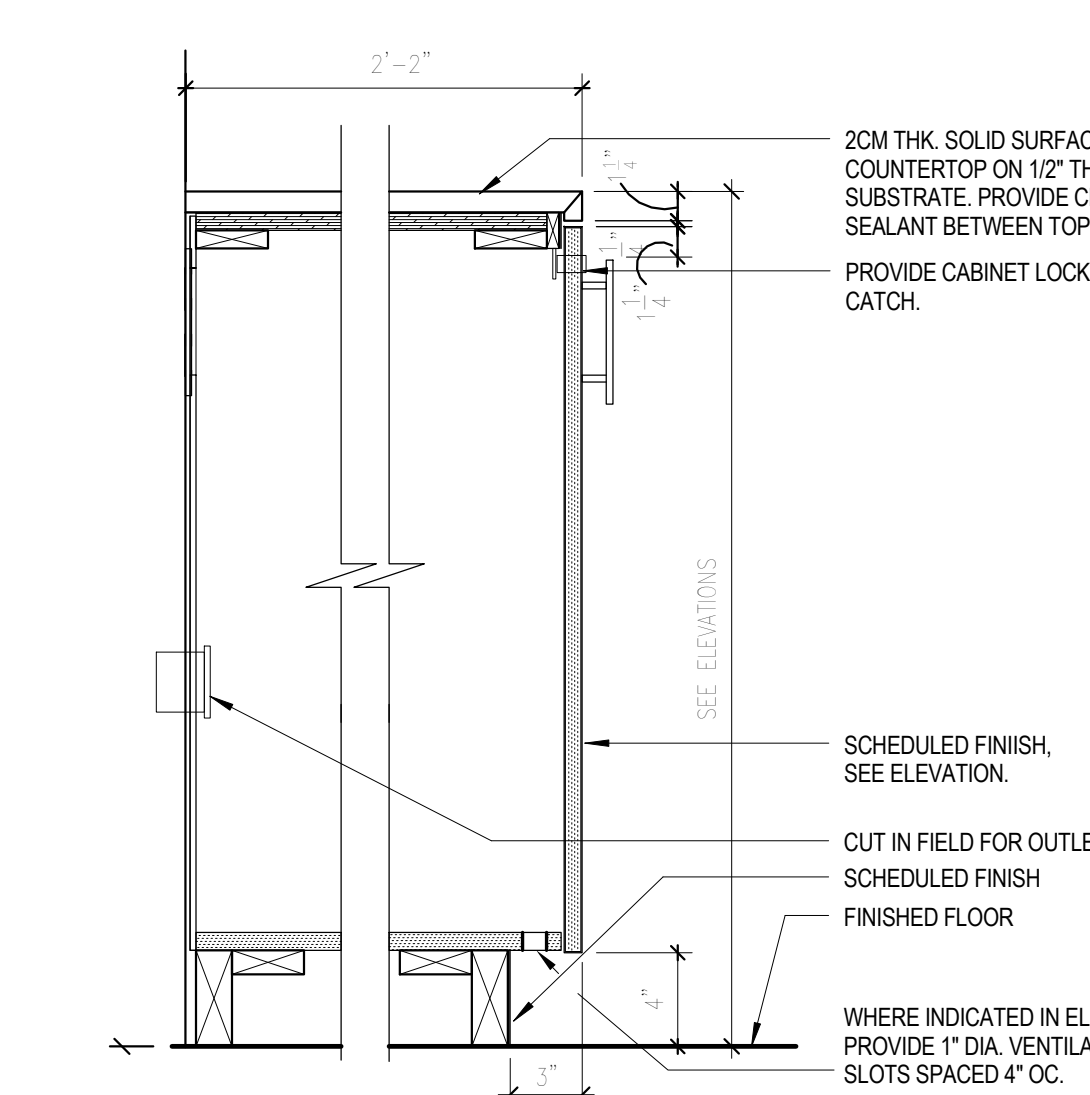 2'-2"
2CM THK. SOLID SURFAC
COUNTERTOP ON 1/2" TH
SUBSTRATE. PROVIDE C
SEALANT BETWEEN TOP
1 1/4"
1/4"
1 1/4"
PROVIDE CABINET LOCK
CATCH.
SEE ELEVATIONS
SCHEDULED FINIISH,
SEE ELEVATION.
CUT IN FIELD FOR OUTLE
SCHEDULED FINISH
FINISHED FLOOR
4"
WHERE INDICATED IN EL
PROVIDE 1" DIA. VENTILA
SLOTS SPACED 4" OC.
3"